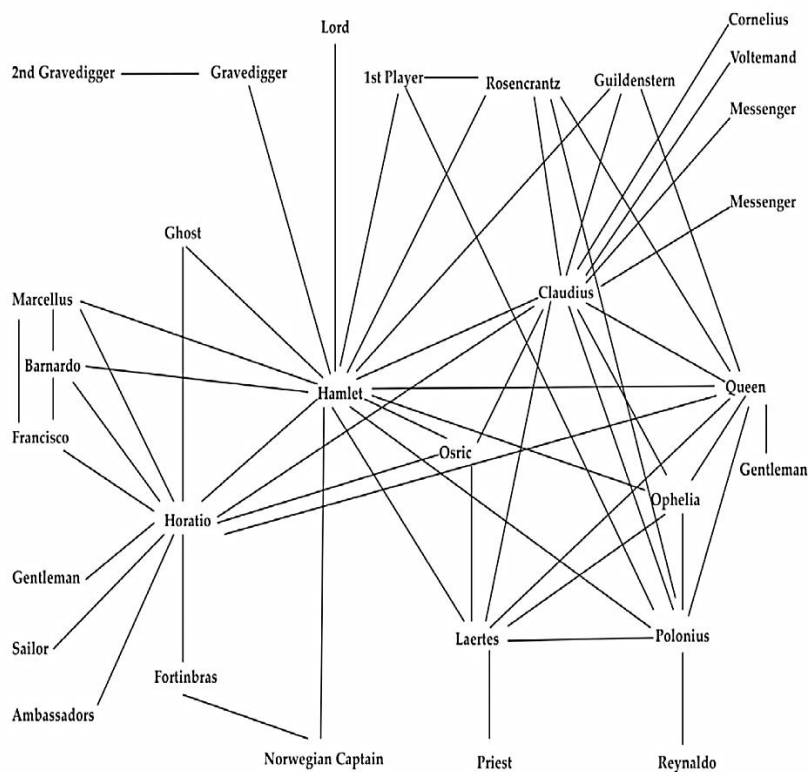 Cornelius
Lord
Voltemand
2nd Gravedigger
Gravedigger
1st Player
Rosencrantz
Guildenstern
Messenger
Messenger
Ghost
Claudius
Marcellus
Barnardo
Hamlet
Queen
Francisco
Osric
Gentleman
Ophelia
Horatio
Gentleman
Laertes
Polonius
Sailor
Fortinbras
Ambassadors
Norwegian Captain
Priest
Reynaldo